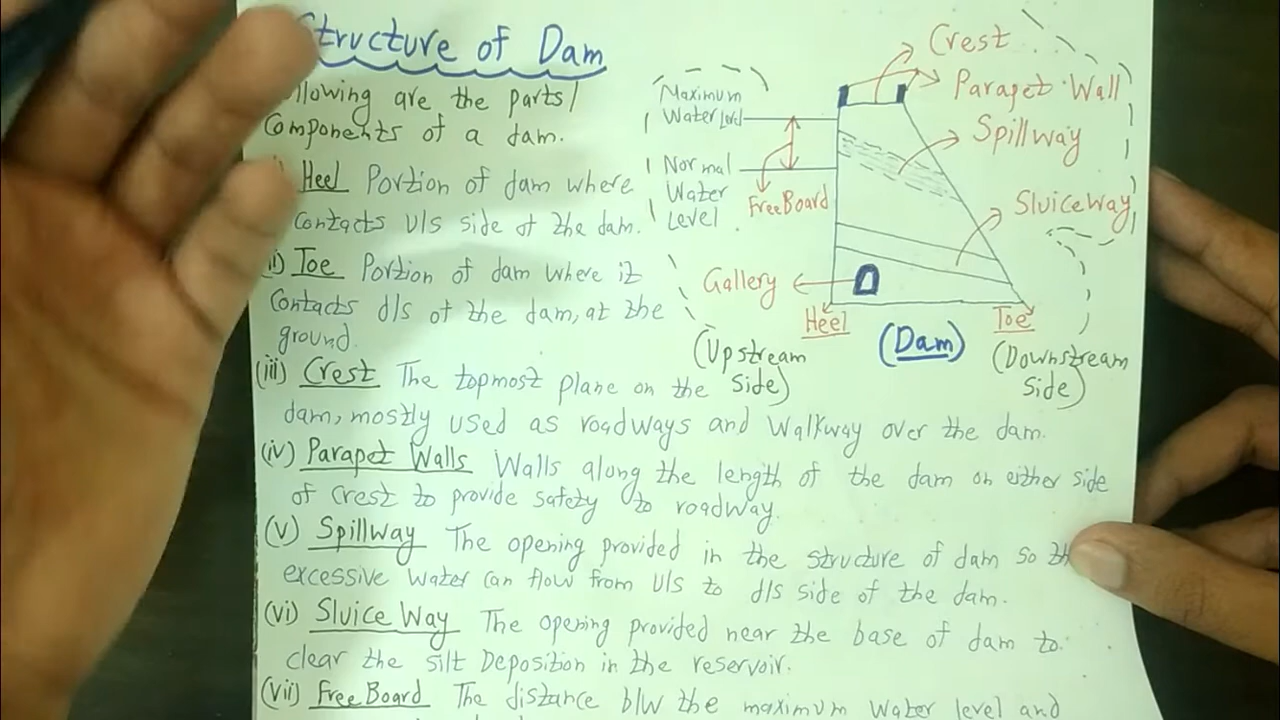 Structure of Dam
llowing are the parts/
Components of a dam.
Heel Portion of dam where
Contacts U/s side of the dam.
ii) Toe Portion of dam where it
Contacts d/s of the dam, at the
ground.
(iii) Crest The topmost plane on the
dam, mostly used as roadways and Walkway over the dam.
(iv) Parapet Walls Walls along the length of the dam on either side
of Crest to provide safety to roadway.
(v) Spillway The opening provided in the structure of dam so th
excessive Water Can flow from U/s to d/s side of the dam.
(vi) Sluice Way The opening provided near the base of dam to
clear the silt Deposition in the reservoir.
(vii) Free Board The distance b/w the maximum Water level and
Crest
Parapet Wall
Maximum
Water Level
Spillway
Normal
Water
Level
FreeBoard
Sluiceway
Gallery
Heel
(Dam)
Toe
(Upstream
Side)
(Downstream
Side)